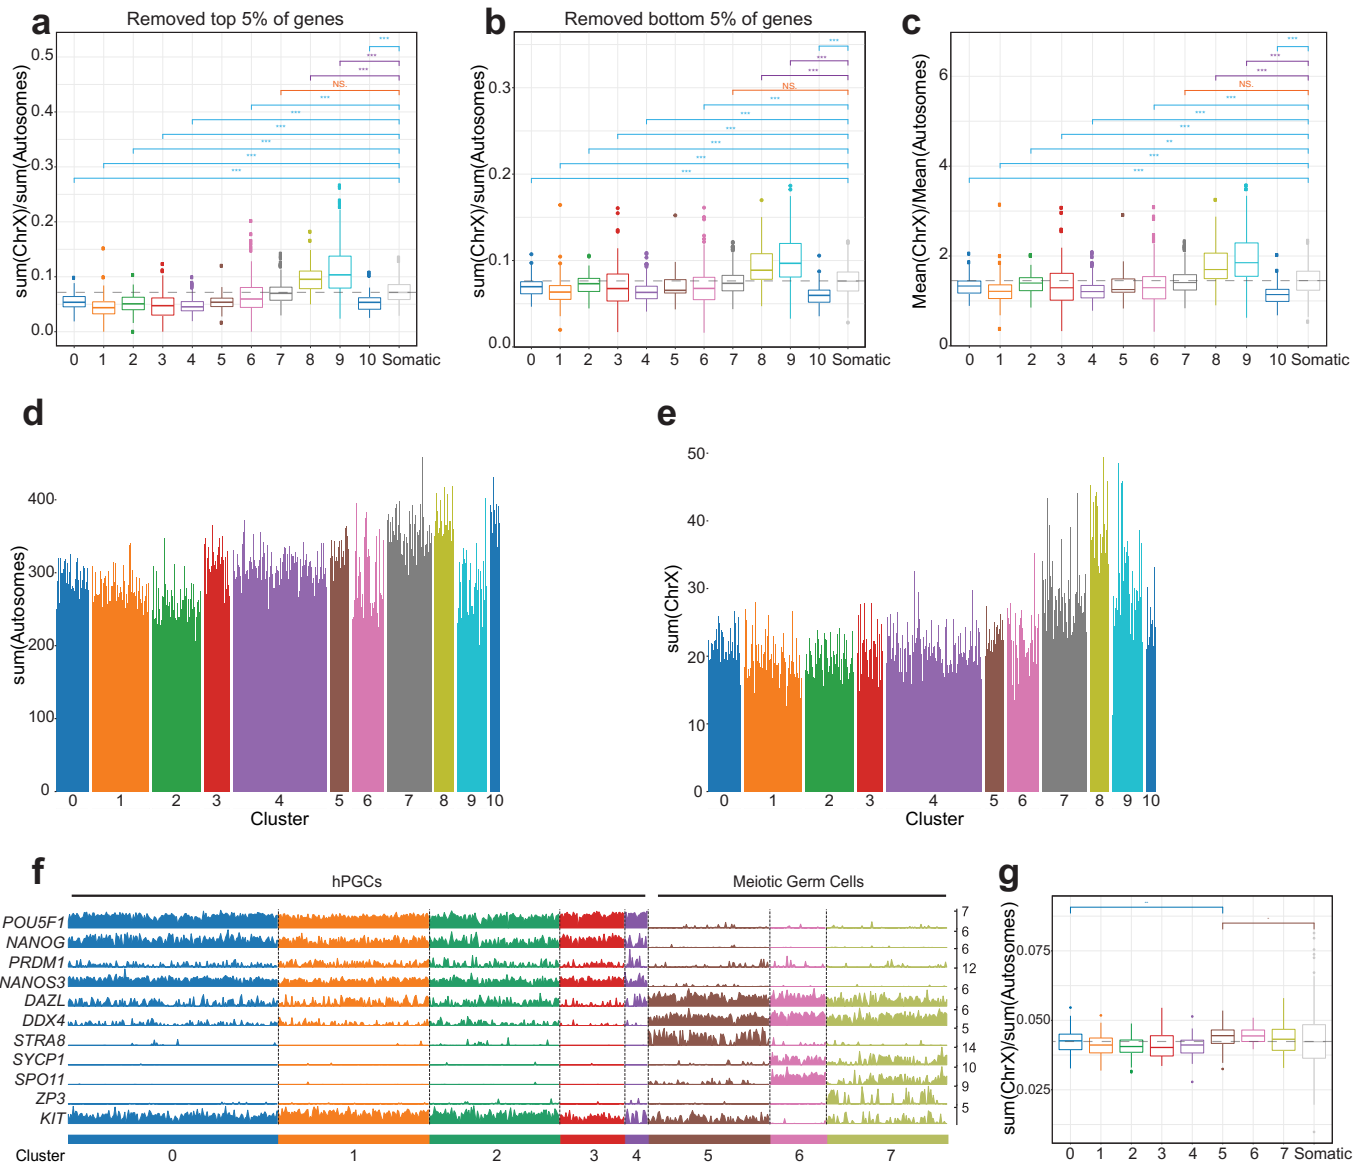 a
Removed top 5% of genes
sum(ChrX)/sum(Autosomes)
0.5
0.4
0.3
0.2
0.1
0.0
***
***
***
NS.
***
***
***
***
***
***
0 1 2 3 4 5 6 7 8 9 10 Somatic
b
Removed bottom 5% of genes
sum(ChrX)/sum(Autosomes)
0.3
0.2
0.1
0.0
***
***
***
NS.
***
***
***
***
***
***
0 1 2 3 4 5 6 7 8 9 10 Somatic
c
Mean(ChrX)/Mean(Autosomes)
6
4
2
0
***
***
***
NS.
***
***
***
**
***
***
0 1 2 3 4 5 6 7 8 9 10 Somatic
d
sum(Autosomes)
400
300
200
100
0
0 1 2 3 4 5 6 7 8 9 10
Cluster
e
sum(ChrX)
50
40
30
20
10
0
0 1 2 3 4 5 6 7 8 9 10
Cluster
f
hPGCs
Meiotic Germ Cells
POU5F1 7
NANOG 6
PRDM1 6
NANOS3 12
DAZL 6
DDX4 6
STRA8 5
SYCP1 14
SPO11 10
ZP3 9
KIT 5
Cluster 0 1 2 3 4 5 6 7
g
sum(ChrX)/sum(Autosomes)
0.075
0.050
0.025
0 1 2 3 4 5 6 7 Somatic